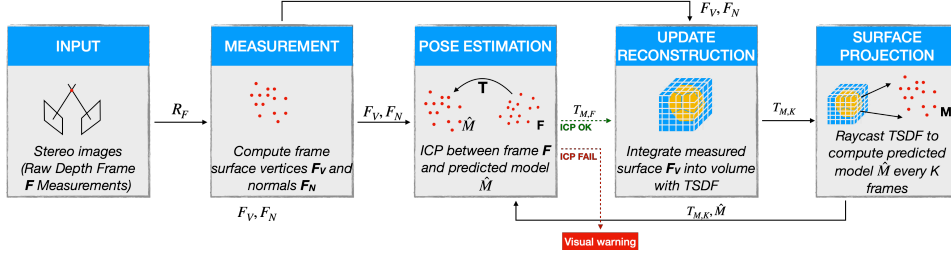 F_V, F_N
INPUT
MEASUREMENT
POSE ESTIMATION
UPDATE
RECONSTRUCTION
SURFACE
PROJECTION
R_F
F_V, F_N
T
M̂
F
T_{M,F}
ICP OK
ICP FAIL
T_{M,K}
M
Stereo images
(Raw Depth Frame
F Measurements)
Compute frame
surface vertices F_V and
normals F_N
ICP between frame F
and predicted model
M̂
Integrate measured
surface F_V into volume
with TSDF
Raycast TSDF to
compute predicted
model M̂ every K
frames
F_V, F_N
T_{M,K}, M̂
Visual warning